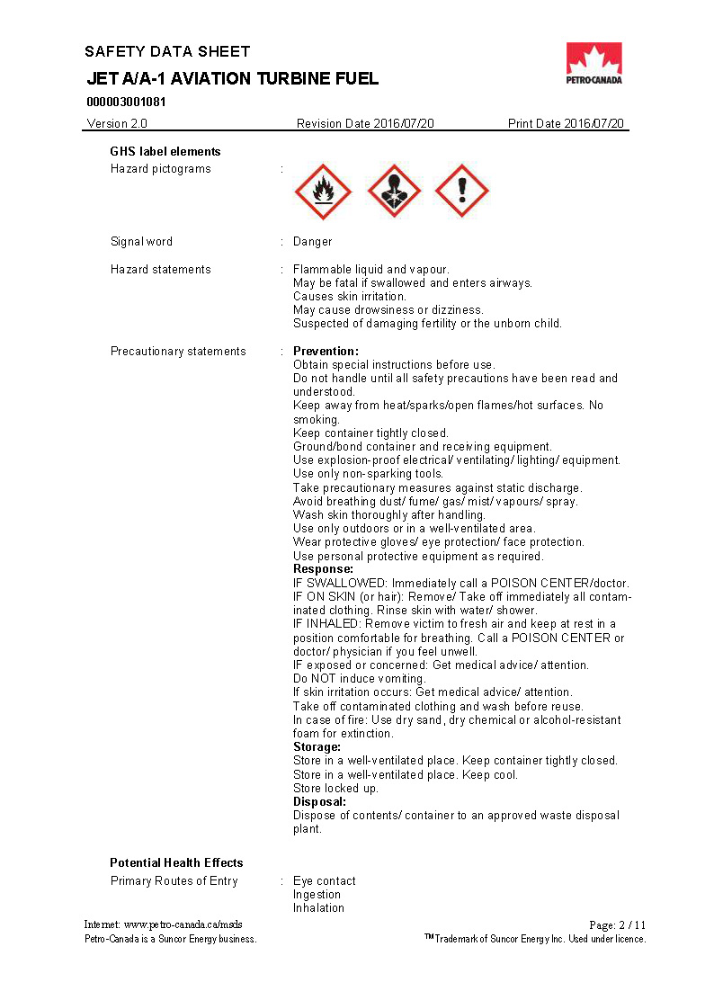 SAFETY DATA SHEET
JET A/A-1 AVIATION TURBINE FUEL
PETRO-CANADA
000003001081
Version 2.0 Revision Date 2016/07/20 Print Date 2016/07/20
GHS label elements
Hazard pictograms :
Signal word : Danger
Hazard statements : Flammable liquid and vapour.
May be fatal if swallowed and enters airways.
Causes skin irritation.
May cause drowsiness or dizziness.
Suspected of damaging fertility or the unborn child.
Precautionary statements : Prevention:
Obtain special instructions before use.
Do not handle until all safety precautions have been read and
understood.
Keep away from heat/sparks/open flames/hot surfaces. No
smoking.
Keep container tightly closed.
Ground/bond container and receiving equipment.
Use explosion-proof electrical/ ventilating/ lighting/ equipment.
Use only non-sparking tools.
Take precautionary measures against static discharge.
Avoid breathing dust/ fume/ gas/ mist/ vapours/ spray.
Wash skin thoroughly after handling.
Use only outdoors or in a well-ventilated area.
Wear protective gloves/ eye protection/ face protection.
Use personal protective equipment as required.
Response:
IF SWALLOWED: Immediately call a POISON CENTER/doctor.
IF ON SKIN (or hair): Remove/ Take off immediately all contam-
inated clothing. Rinse skin with water/ shower.
IF INHALED: Remove victim to fresh air and keep at rest in a
position comfortable for breathing. Call a POISON CENTER or
doctor/ physician if you feel unwell.
IF exposed or concerned: Get medical advice/ attention.
Do NOT induce vomiting.
If skin irritation occurs: Get medical advice/ attention.
Take off contaminated clothing and wash before reuse.
In case of fire: Use dry sand, dry chemical or alcohol-resistant
foam for extinction.
Storage:
Store in a well-ventilated place. Keep container tightly closed.
Store in a well-ventilated place. Keep cool.
Store locked up.
Disposal:
Dispose of contents/ container to an approved waste disposal
plant.
Potential Health Effects
Primary Routes of Entry : Eye contact
Ingestion
Inhalation
Internet: www.petro-canada.ca/msds Page: 2 / 11
Petro-Canada is a Suncor Energy business. TM Trademark of Suncor Energy Inc. Used under licence.